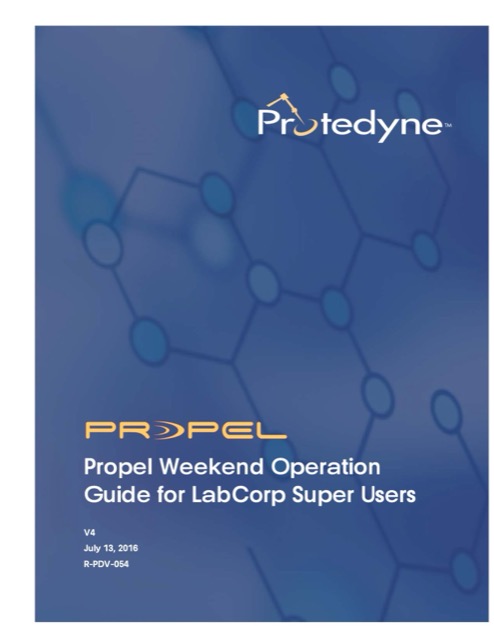 Protedyne™
PROPEL
Propel Weekend Operation
Guide for LabCorp Super Users
V4
July 13, 2016
R-PDV-054